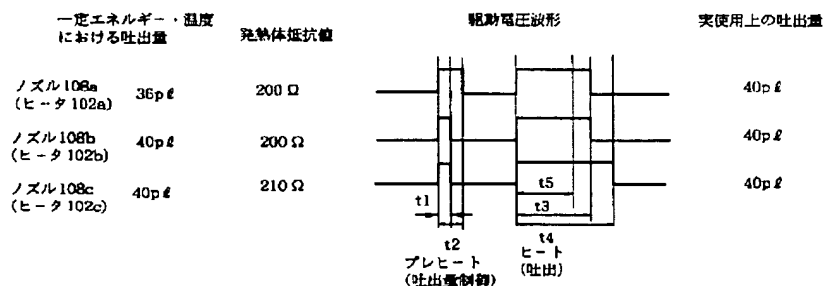 一定エネルギー・温度
における吐出量
発熱体抵抗値
駆動電圧波形
実使用上の吐出量
ノズル108a
(ヒータ102a)
36pℓ
200Ω
40pℓ
ノズル108b
(ヒータ102b)
40pℓ
200Ω
40pℓ
ノズル108c
(ヒータ102c)
40pℓ
210Ω
40pℓ
t1
t5
t3
t2
t4
プレヒート
(吐出量制御)
ヒート
(吐出)